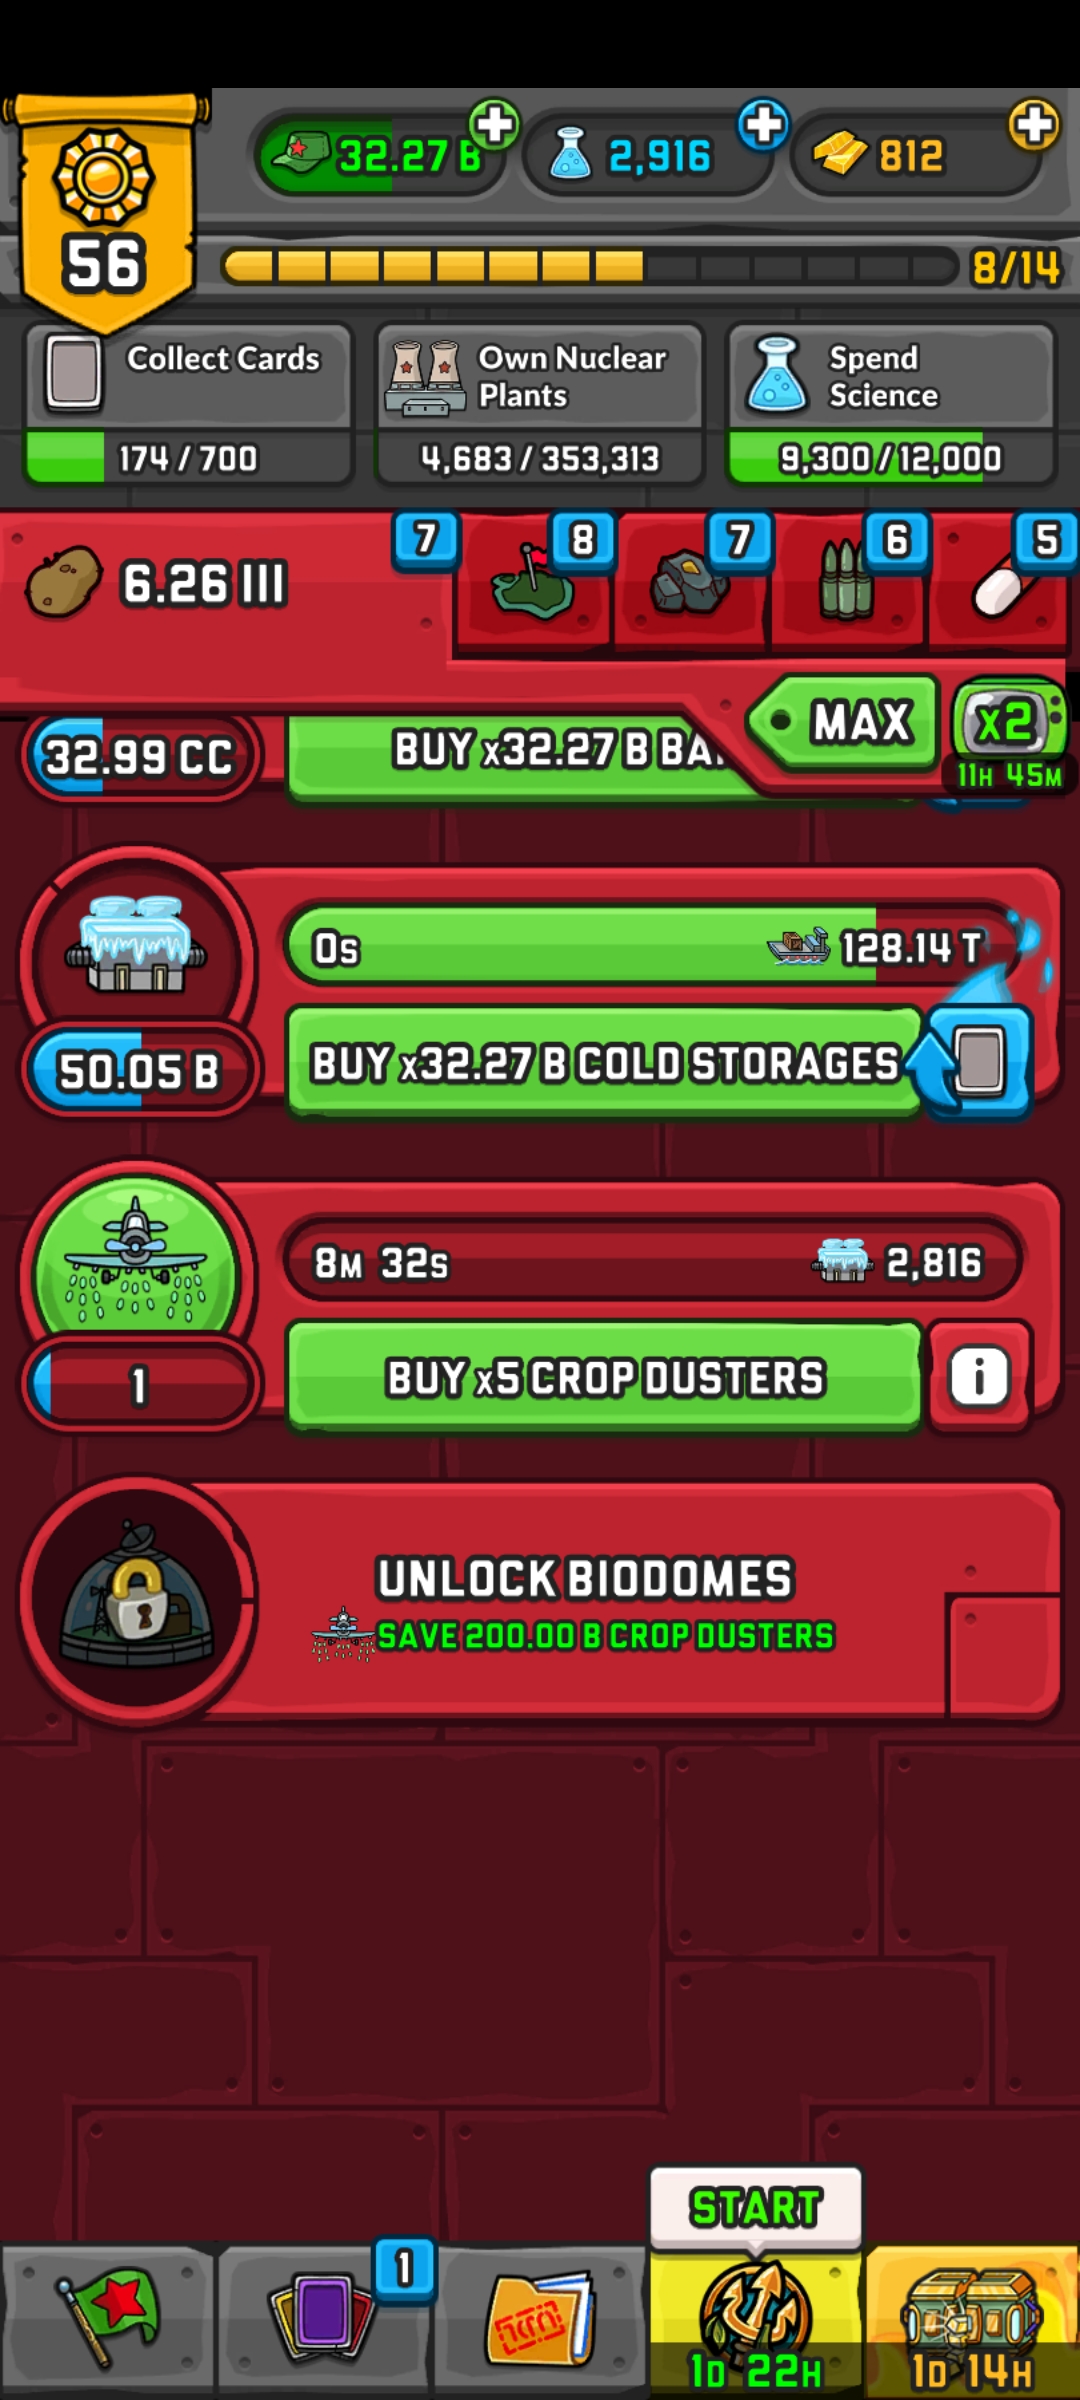 32.27 B
2,916
812
56
8/14
Collect Cards
174 / 700
Own Nuclear
Plants
4,683 / 353,313
Spend
Science
9,300 / 12,000
6.26 III
7
8
7
6
5
MAX
x2
11H 45M
32.99 CC
BUY x32.27 B
0s
128.14 T
50.05 B
BUY x32.27 B COLD STORAGES
8M 32s
2,816
1
BUY x5 CROP DUSTERS
i
UNLOCK BIODOMES
SAVE 200.00 B CROP DUSTERS
START
1
1D 22H
1D 14H